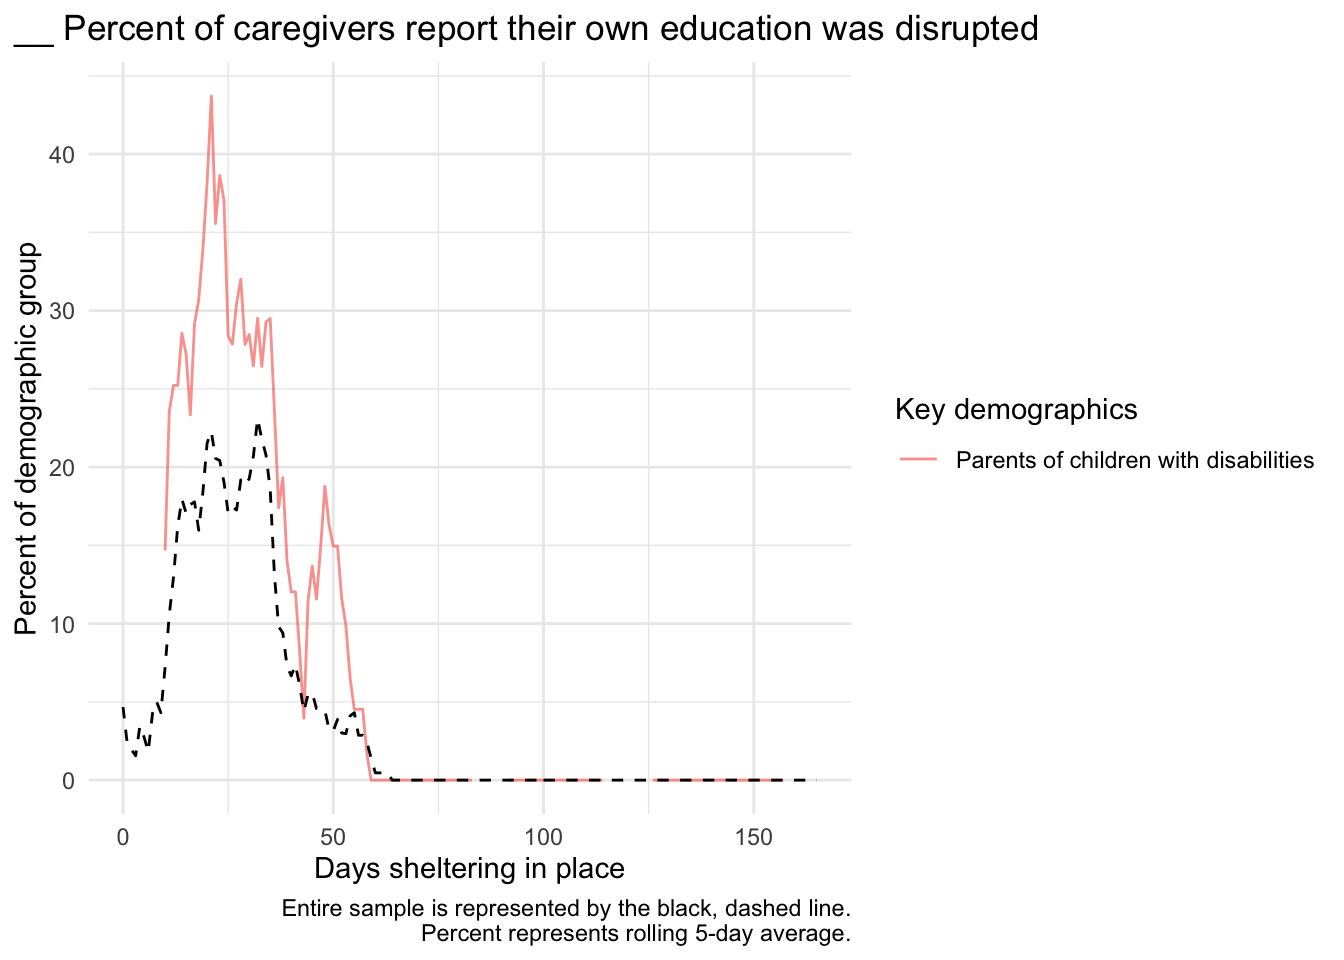 __ Percent of caregivers report their own education was disrupted
Percent of demographic group
40
30
20
10
0
0
50
100
150
Days sheltering in place
Key demographics
Parents of children with disabilities
Entire sample is represented by the black, dashed line.
Percent represents rolling 5-day average.